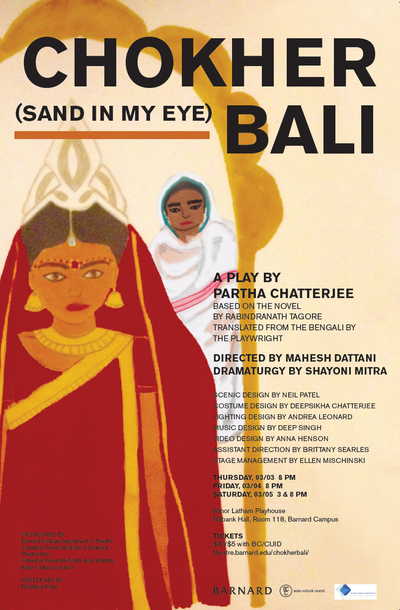 CHOKHER
(SAND IN MY EYE)
BALI
A PLAY BY
PARTHA CHATTERJEE
BASED ON THE NOVEL
BY RABINDRANATH TAGORE
TRANSLATED FROM THE BENGALI BY
THE PLAYWRIGHT
DIRECTED BY MAHESH DATTANI
DRAMATURGY BY SHAYONI MITRA
SCENIC DESIGN BY NEIL PATEL
COSTUME DESIGN BY DEEPSIKHA CHATTERJEE
LIGHTING DESIGN BY ANDREA LEONARD
MUSIC DESIGN BY DEEP SINGH
VIDEO DESIGN BY ANNA HENSON
ASSISTANT DIRECTION BY BRITTANY SEARLES
STAGE MANAGEMENT BY ELLEN MISCHINSKI
THURSDAY, 03/03 8 PM
FRIDAY, 03/04 8 PM
SATURDAY, 03/05 3 & 8 PM
Minor Latham Playhouse
Milbank Hall, Room 118, Barnard Campus
TICKETS
$5 with BC/CUID
theatre.barnard.edu/chokherbali/
BARNARD